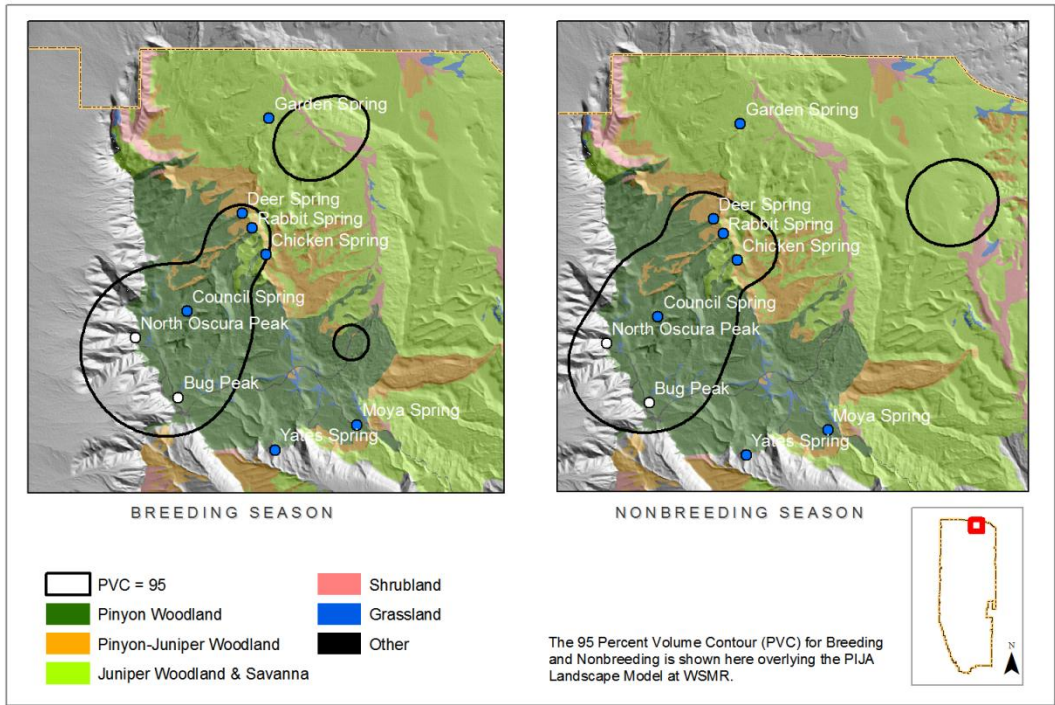 Garden Spring
Deer Spring
Rabbit Spring
Chicken Spring
Council Spring
North Oscura Peak
Bug Peak
Moya Spring
Yates Spring
BREEDING SEASON
Garden Spring
Deer Spring
Rabbit Spring
Chicken Spring
Council Spring
North Oscura Peak
Bug Peak
Moya Spring
Yates Spring
NONBREEDING SEASON
PVC = 95
Pinyon Woodland
Pinyon-Juniper Woodland
Juniper Woodland & Savanna
Shrubland
Grassland
Other
The 95 Percent Volume Contour (PVC) for Breeding
and Nonbreeding is shown here overlying the PIJA
Landscape Model at WSMR.
N